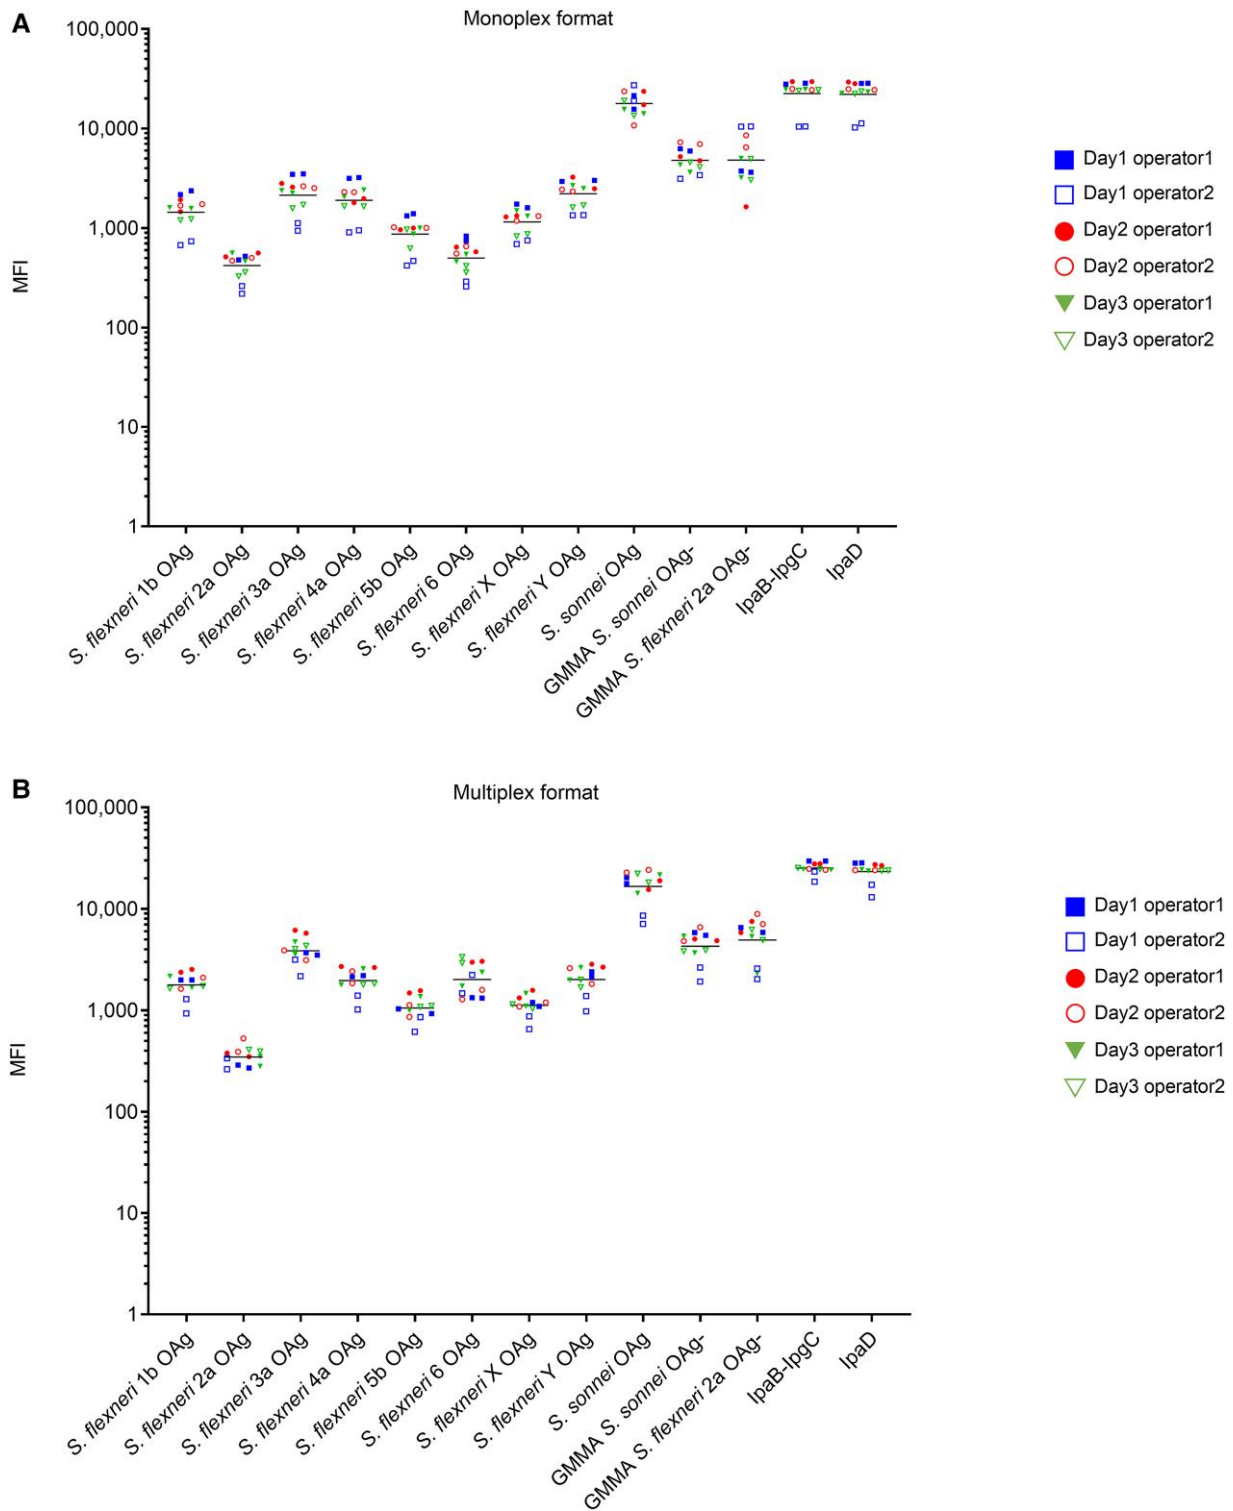 A
Monoplex format
100,000
10,000
1,000
100
10
1
MFI
S. flexneri 1b OAg
S. flexneri 2a OAg
S. flexneri 3a OAg
S. flexneri 4a OAg
S. flexneri 5b OAg
S. flexneri 6 OAg
S. flexneri X OAg
S. flexneri Y OAg
S. sonnei OAg
GMMA S. sonnei OAg-
GMMA S. flexneri 2a OAg-
IpaB-IpgC
IpaD
Day1 operator1
Day1 operator2
Day2 operator1
Day2 operator2
Day3 operator1
Day3 operator2
B
Multiplex format
100,000
10,000
1,000
100
10
1
MFI
S. flexneri 1b OAg
S. flexneri 2a OAg
S. flexneri 3a OAg
S. flexneri 4a OAg
S. flexneri 5b OAg
S. flexneri 6 OAg
S. flexneri X OAg
S. flexneri Y OAg
S. sonnei OAg
GMMA S. sonnei OAg-
GMMA S. flexneri 2a OAg-
IpaB-IpgC
IpaD
Day1 operator1
Day1 operator2
Day2 operator1
Day2 operator2
Day3 operator1
Day3 operator2